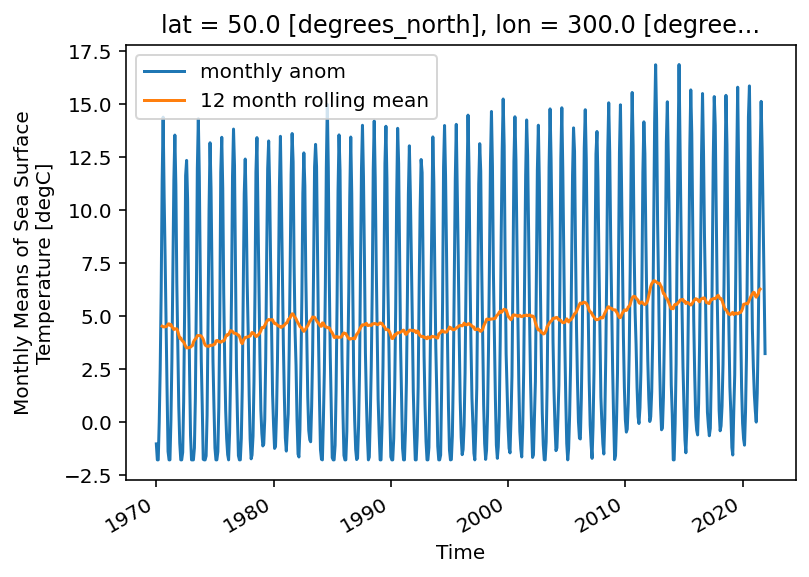 lat = 50.0 [degrees_north], lon = 300.0 [degree...
17.5
15.0
12.5
10.0
7.5
5.0
2.5
0.0
−2.5
Monthly Means of Sea Surface
Temperature [degC]
monthly anom
12 month rolling mean
1970
1980
1990
2000
2010
2020
Time